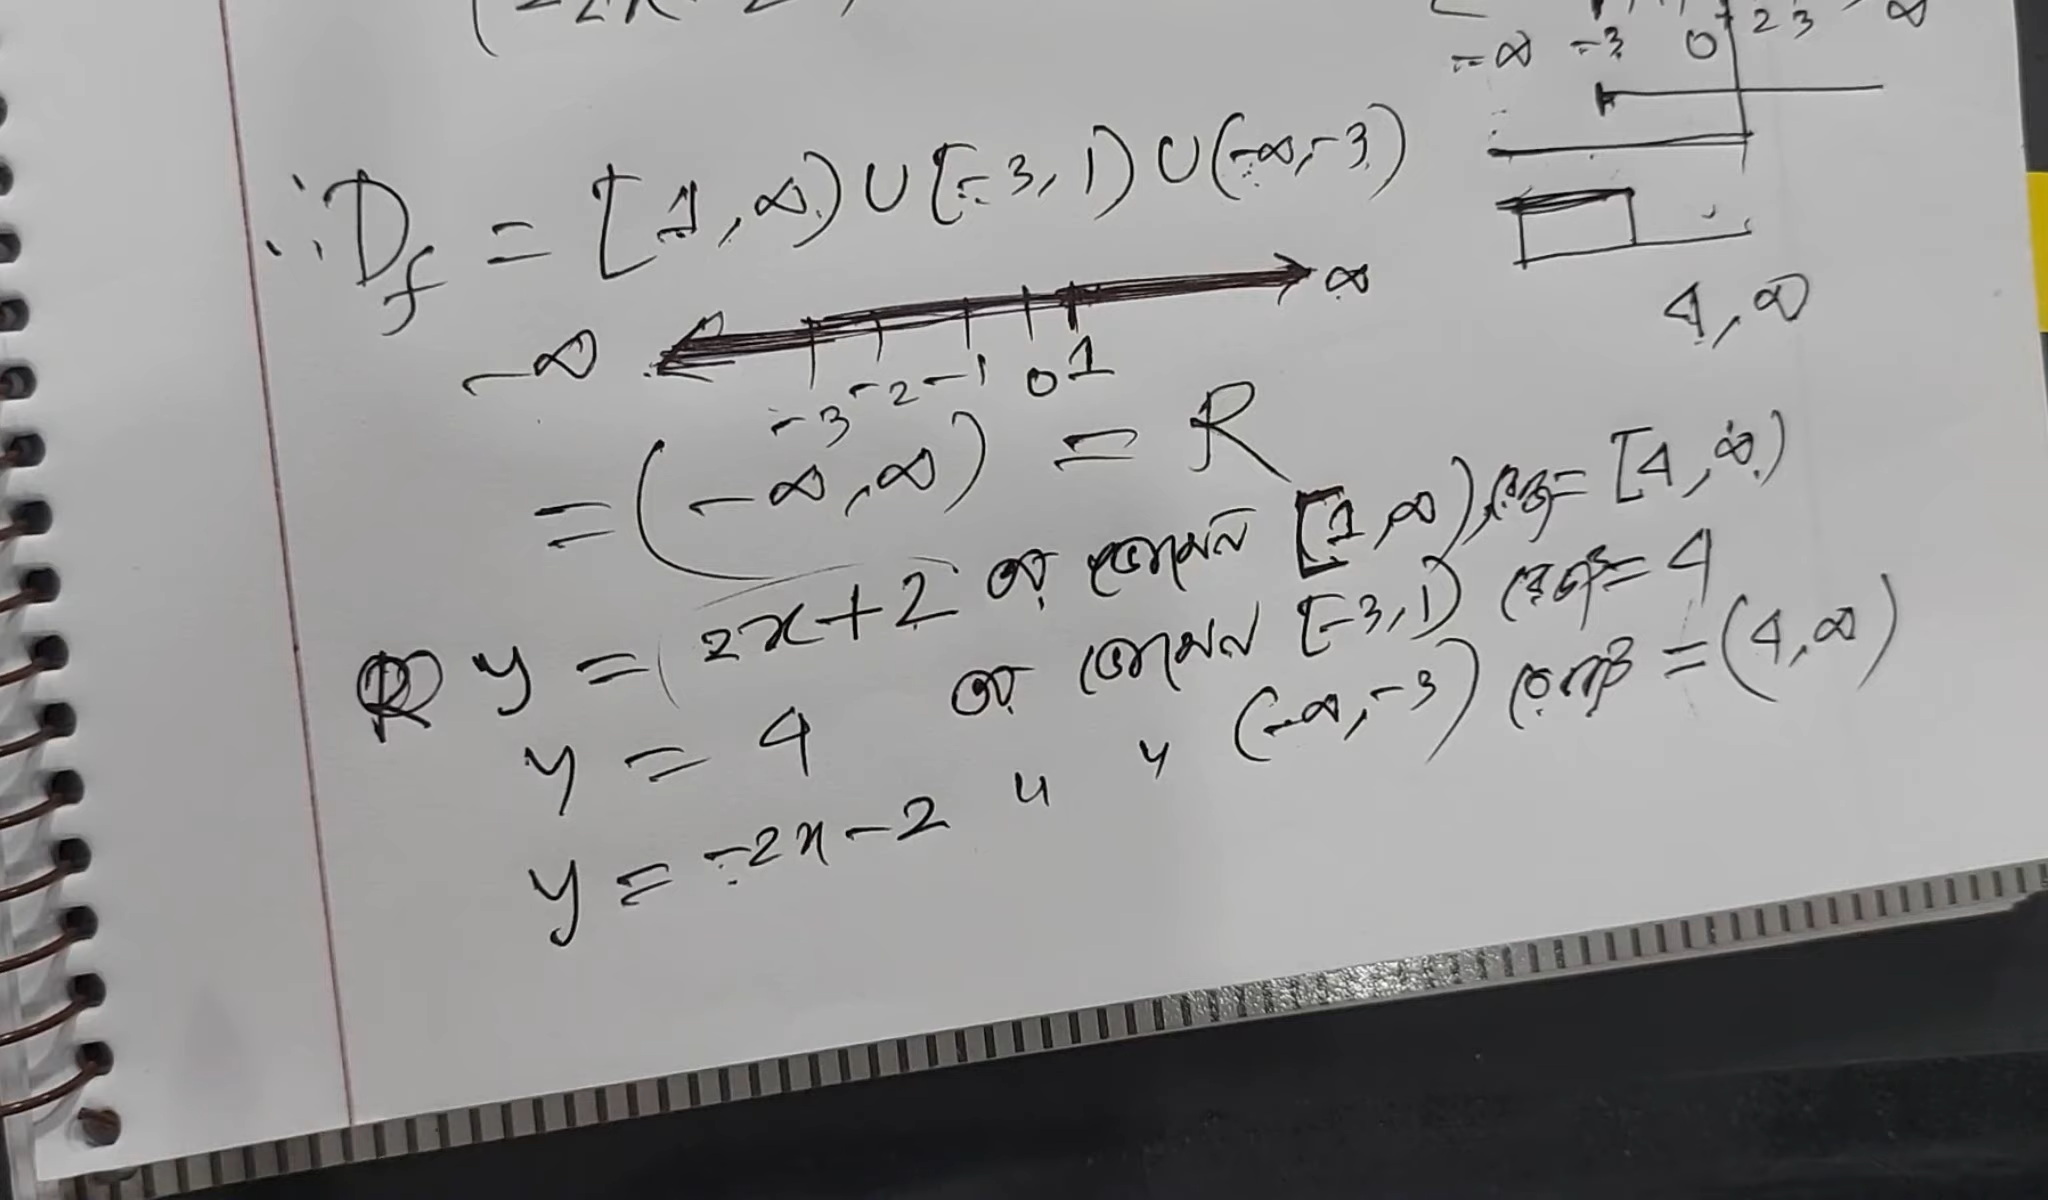 -∞ -3 0 2 3 ∞
∴ D_f = [1, ∞) ∪ [-3, 1) ∪ (-∞, -3)
-∞ -3 -2 -1 0 1 ∞
4, ∞
= (-∞, ∞) = R
y = 2x+2 এর ডোমেন [1, ∞), রেঞ্জ = [4, ∞)
y = 4 এর ডোমেন [-3, 1) রেঞ্জ = 4
y = -2x-2 " " (-∞, -3) রেঞ্জ = (4, ∞)